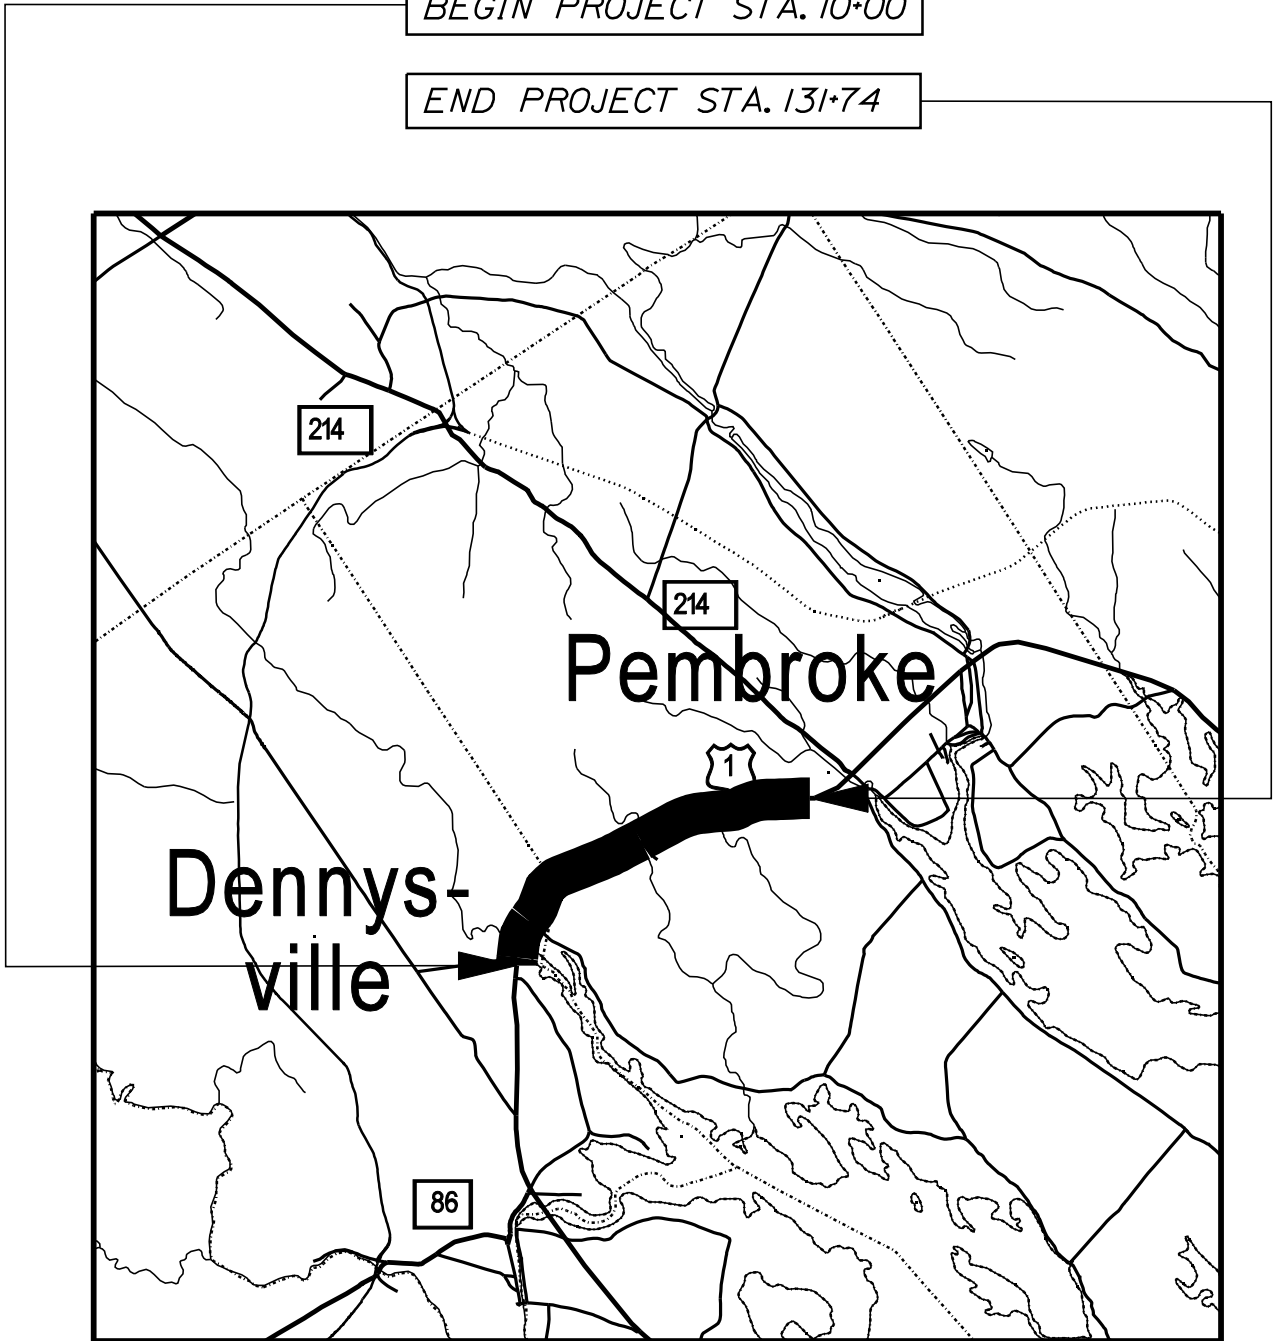 BEGIN PROJECT STA. 10+00
END PROJECT STA. 131+74
214
214
Pembroke
1
Dennys-
ville
86